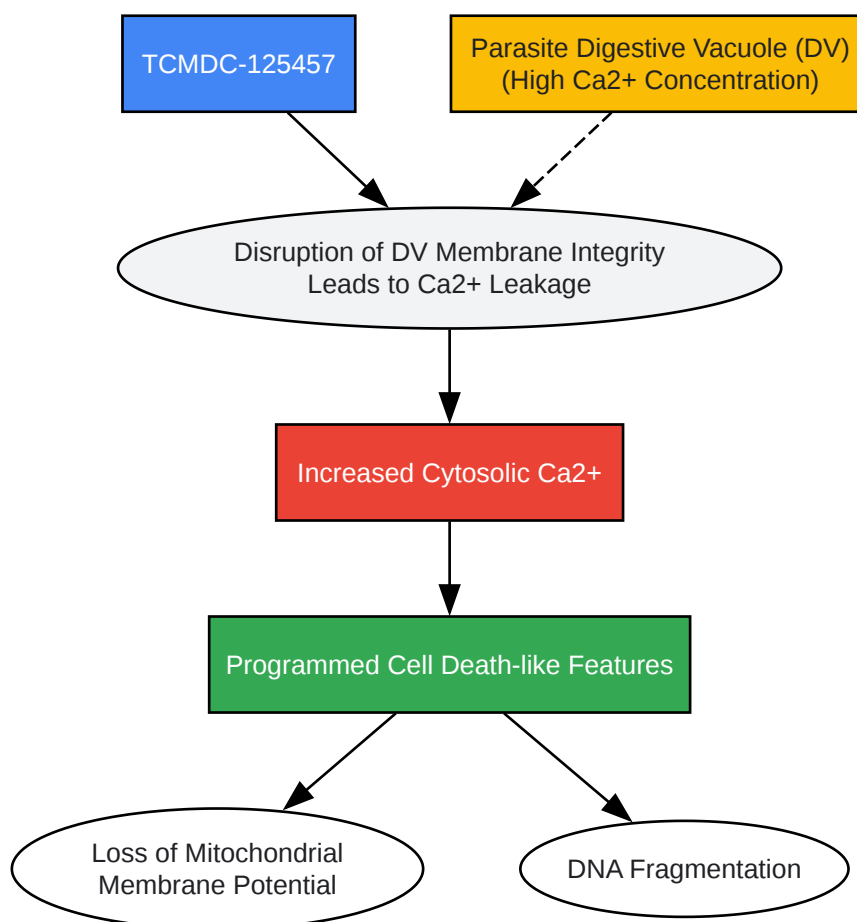 TCMDC-125457
Parasite Digestive Vacuole (DV)
(High Ca2+ Concentration)
Disruption of DV Membrane Integrity
Leads to Ca2+ Leakage
Increased Cytosolic Ca2+
Programmed Cell Death-like Features
Loss of Mitochondrial
Membrane Potential
DNA Fragmentation